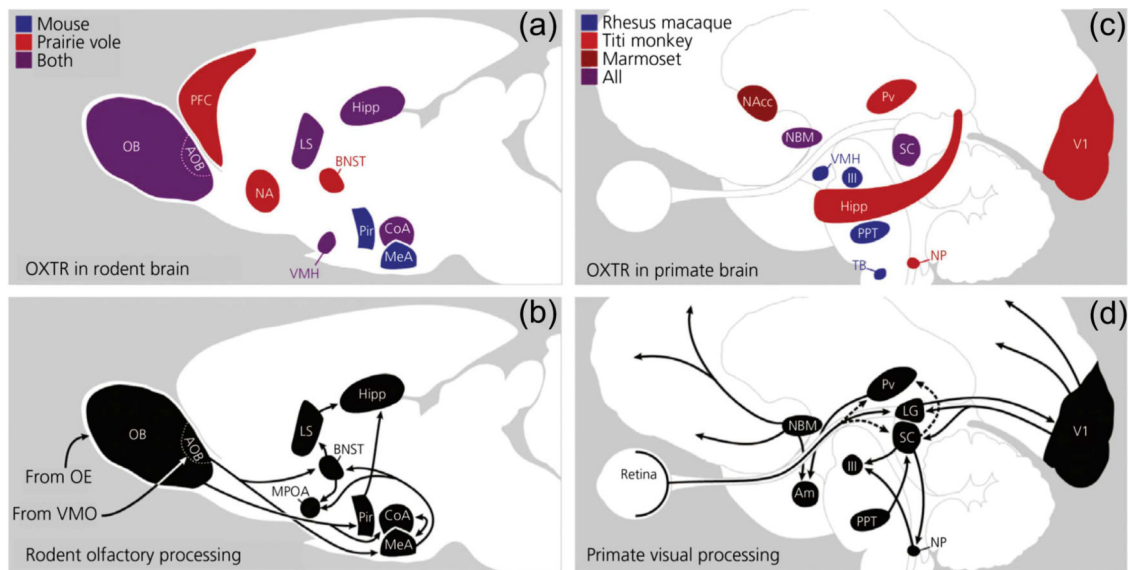 (a)
Mouse
Prairie vole
Both
PFC
Hipp
OB
AOB
LS
BNST
NA
Pir
CoA
MeA
VMH
OXTR in rodent brain
(c)
Rhesus macaque
Titi monkey
Marmoset
All
NAcc
Pv
NBM
SC
V1
VMH
III
Hipp
PPT
TB
NP
OXTR in primate brain
(b)
Hipp
OB
AOB
LS
BNST
From OE
MPOA
From VMO
Pir
CoA
MeA
Rodent olfactory processing
(d)
Pv
LG
NBM
SC
V1
Retina
III
Am
PPT
NP
Primate visual processing